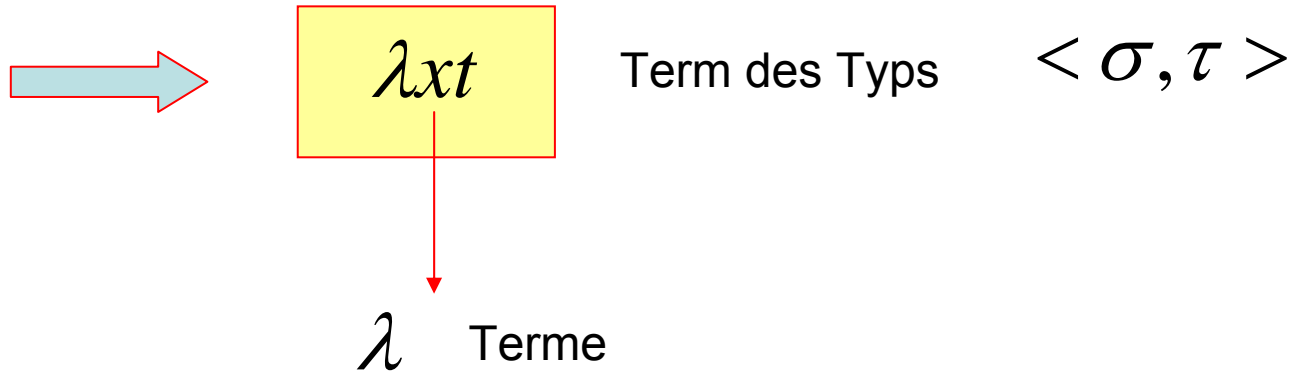 λxt Term des Typs < σ, τ >
λ Terme